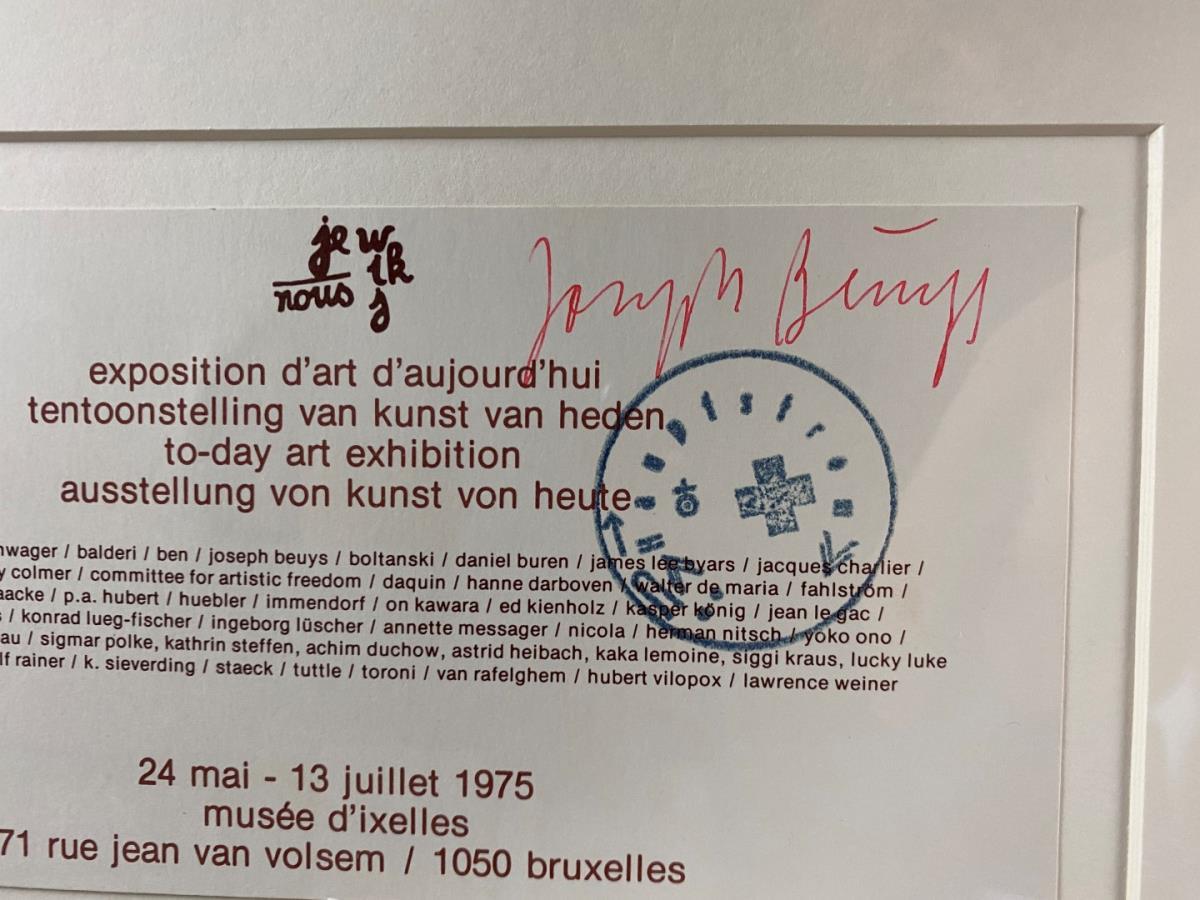 je w
ik
nous j
Joseph Beuys
exposition d'art d'aujourd'hui
tentoonstelling van kunst van heden
to-day art exhibition
ausstellung von kunst von heute
/ balderi / ben / joseph beuys / boltanski / daniel buren / james lee byars / jacques charlier /
colmer / committee for artistic freedom / daquin / hanne darboven / walter de maria / fahlström /
/ p.a. hubert / huebler / immendorf / on kawara / ed kienholz / kasper könig / jean le gac /
/ konrad lueg-fischer / ingeborg lüscher / annette messager / nicola / herman nitsch / yoko ono /
/ sigmar polke, kathrin steffen, achim duchow, astrid heibach, kaka lemoine, siggi kraus, lucky luke
rainer / k. sieverding / staeck / tuttle / toroni / van rafelghem / hubert vilopox / lawrence weiner
24 mai - 13 juillet 1975
musée d'ixelles
71 rue jean van volsem / 1050 bruxelles